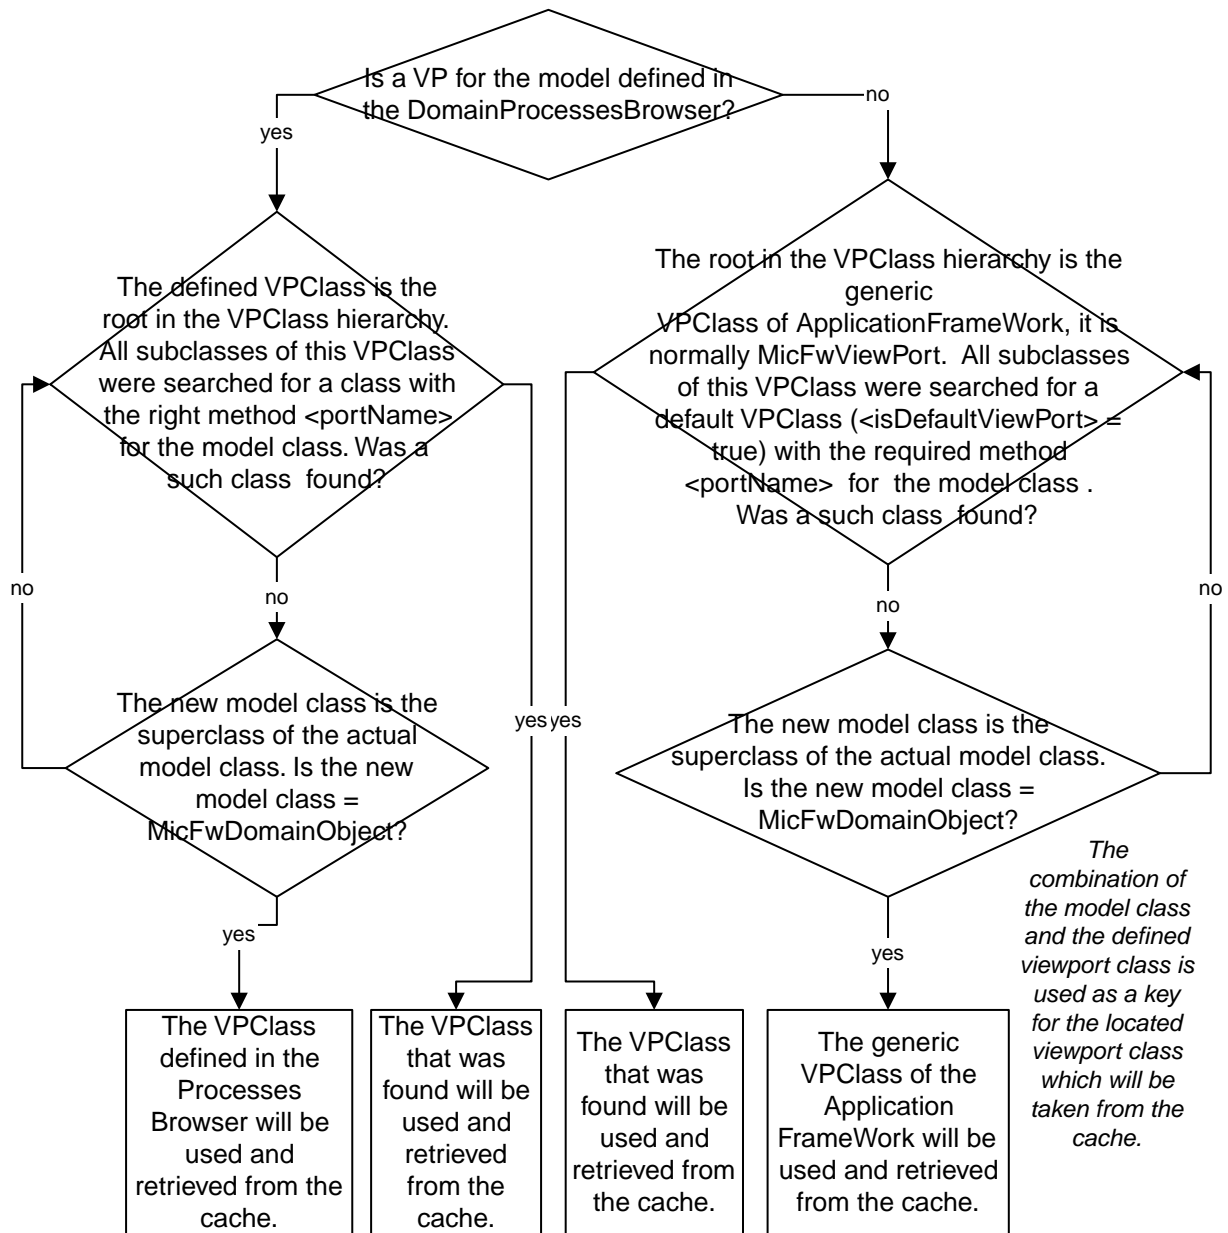 Is a VP for the model defined in
the DomainProcessesBrowser?
yes
no
The defined VPClass is the
root in the VPClass hierarchy.
All subclasses of this VPClass
were searched for a class with
the right method <portName>
for the model class. Was a
such class found?
The root in the VPClass hierarchy is the
generic
VPClass of ApplicationFrameWork, it is
normally MicFwViewPort. All subclasses
of this VPClass were searched for a
default VPClass (<isDefaultViewPort> =
true) with the required method
<portName> for the model class .
Was a such class found?
no
no
no
no
The new model class is the
superclass of the actual
model class. Is the new
model class =
MicFwDomainObject?
yes
yes
The new model class is the
superclass of the actual model class.
Is the new model class =
MicFwDomainObject?
yes
yes
The
combination of
the model class
and the defined
viewport class is
used as a key
for the located
viewport class
which will be
taken from the
cache.
The VPClass
defined in the
Processes
Browser will be
used and
retrieved from the
cache.
The VPClass
that was
found will be
used and
retrieved
from the
cache.
The VPClass
that was
found will be
used and
retrieved from
the cache.
The generic
VPClass of the
Application
FrameWork will be
used and retrieved
from the cache.